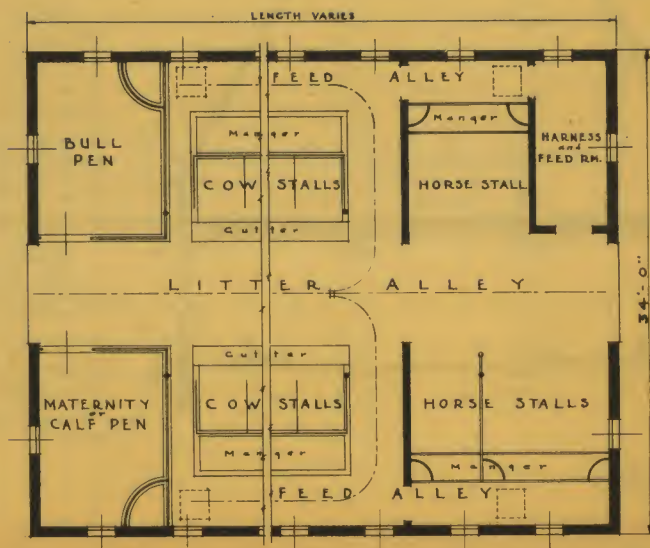 LENGTH VARIES
FEED ALLEY
BULL
PEN
Manger
Manger
HARNESS
and
FEED RM.
COW STALLS
HORSE STALL
Gutter
LITTER ALLEY
34'-0"
Gutter
MATERNITY
or
CALF PEN
COW STALLS
HORSE STALLS
Manger
Manger
FEED ALLEY